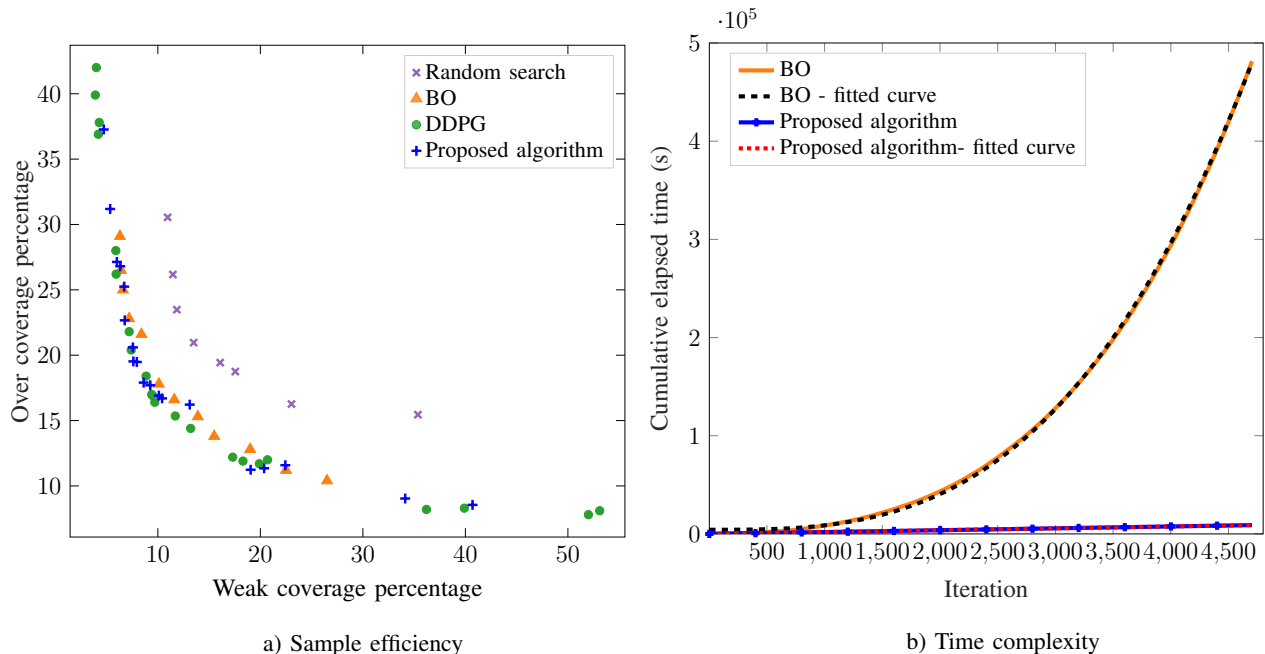 Random search
BO
DDPG
Proposed algorithm
40
35
30
25
20
15
10
Over coverage percentage
10
20
30
40
50
Weak coverage percentage
a) Sample efficiency
·10⁵
BO
BO - fitted curve
Proposed algorithm
Proposed algorithm- fitted curve
5
4
3
2
1
0
Cumulative elapsed time (s)
500
1,000
1,500
2,000
2,500
3,000
3,500
4,000
4,500
Iteration
b) Time complexity